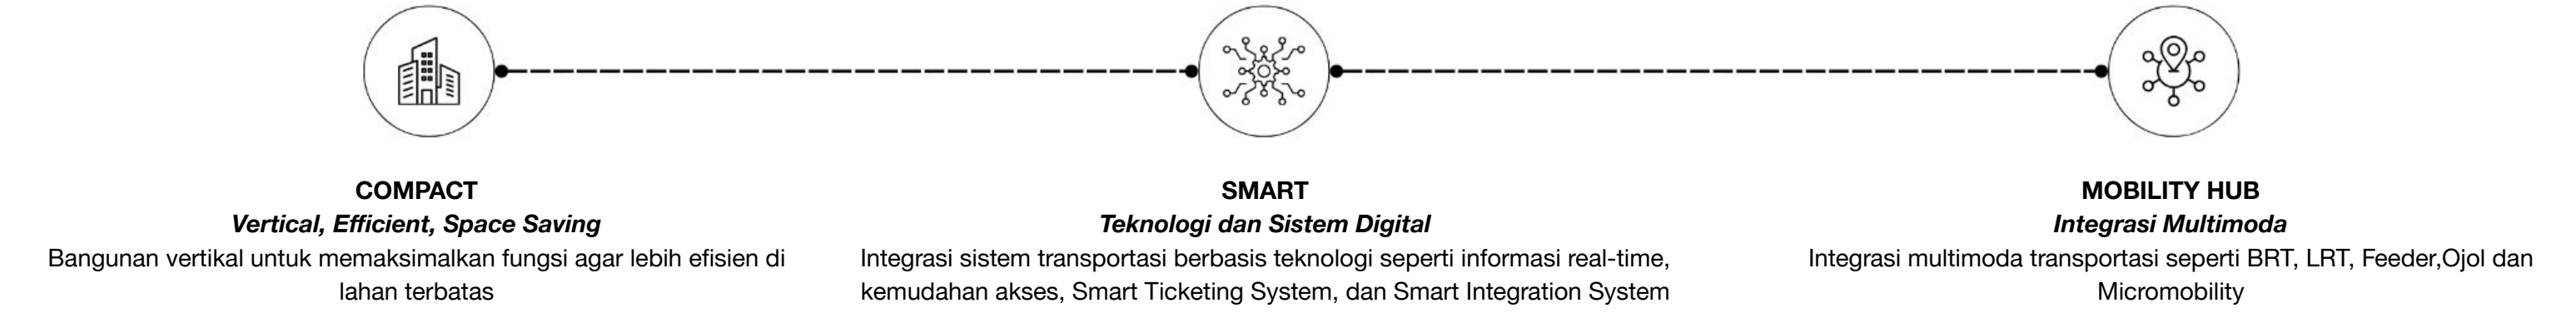 COMPACT
Vertical, Efficient, Space Saving
Bangunan vertikal untuk memaksimalkan fungsi agar lebih efisien di
lahan terbatas
SMART
Teknologi dan Sistem Digital
Integrasi sistem transportasi berbasis teknologi seperti informasi real-time,
kemudahan akses, Smart Ticketing System, dan Smart Integration System
MOBILITY HUB
Integrasi Multimoda
Integrasi multimoda transportasi seperti BRT, LRT, Feeder,Ojol dan
Micromobility